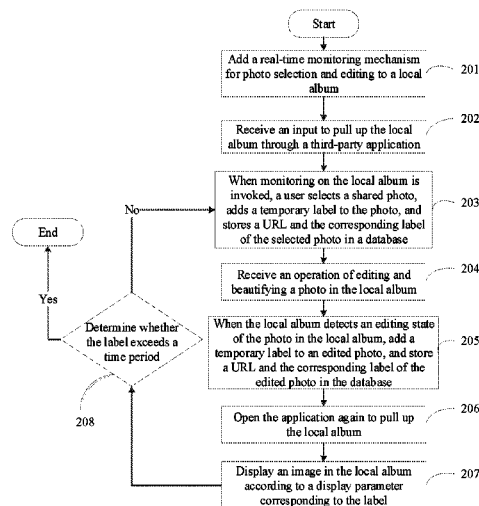 Start
Add a real-time monitoring mechanism
for photo selection and editing to a local
album
201
202
Receive an input to pull up the local
album through a third-party application
When monitoring on the local album is
invoked, a user selects a shared photo,
adds a temporary label to the photo, and
stores a URL and the corresponding label
of the selected photo in a database
203
No
End
Yes
204
Receive an operation of editing and
beautifying a photo in the local album
Determine whether
the label exceeds a
time period
208
When the local album detects an editing state
of the photo in the local album, add a
temporary label to an edited photo, and store
a URL and the corresponding label of the
edited photo in the database
205
Open the application again to pull up
the local album
206
Display an image in the local album
according to a display parameter
corresponding to the label
207